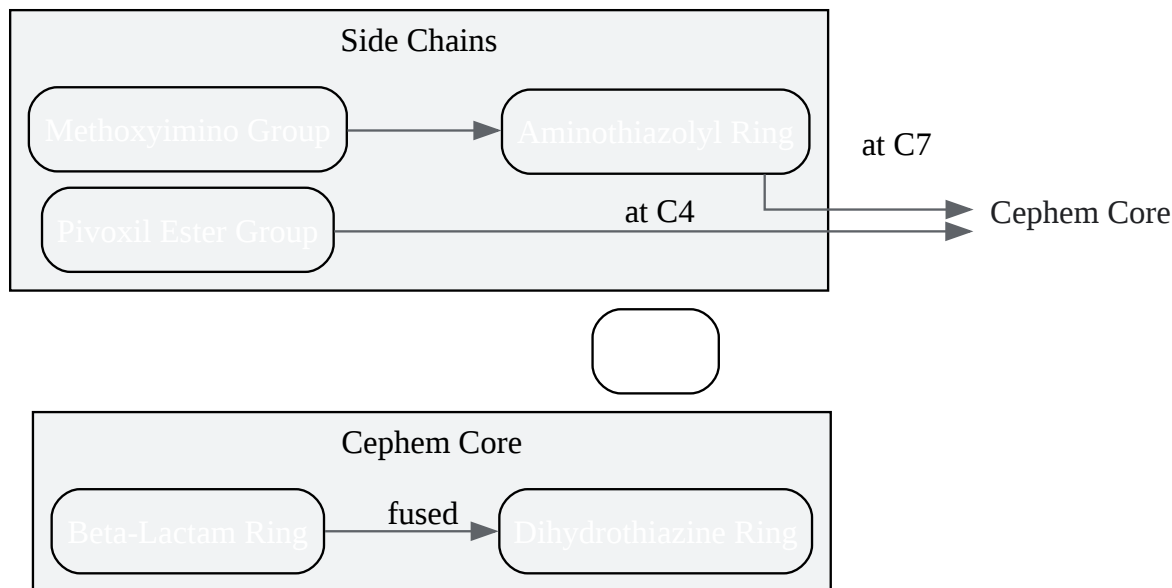 Side Chains
Methoxyimino Group
Aminothiazolyl Ring
at C7
Pivoxil Ester Group
at C4
Cephem Core
Cephem Core
Beta-Lactam Ring
fused
Dihydrothiazine Ring